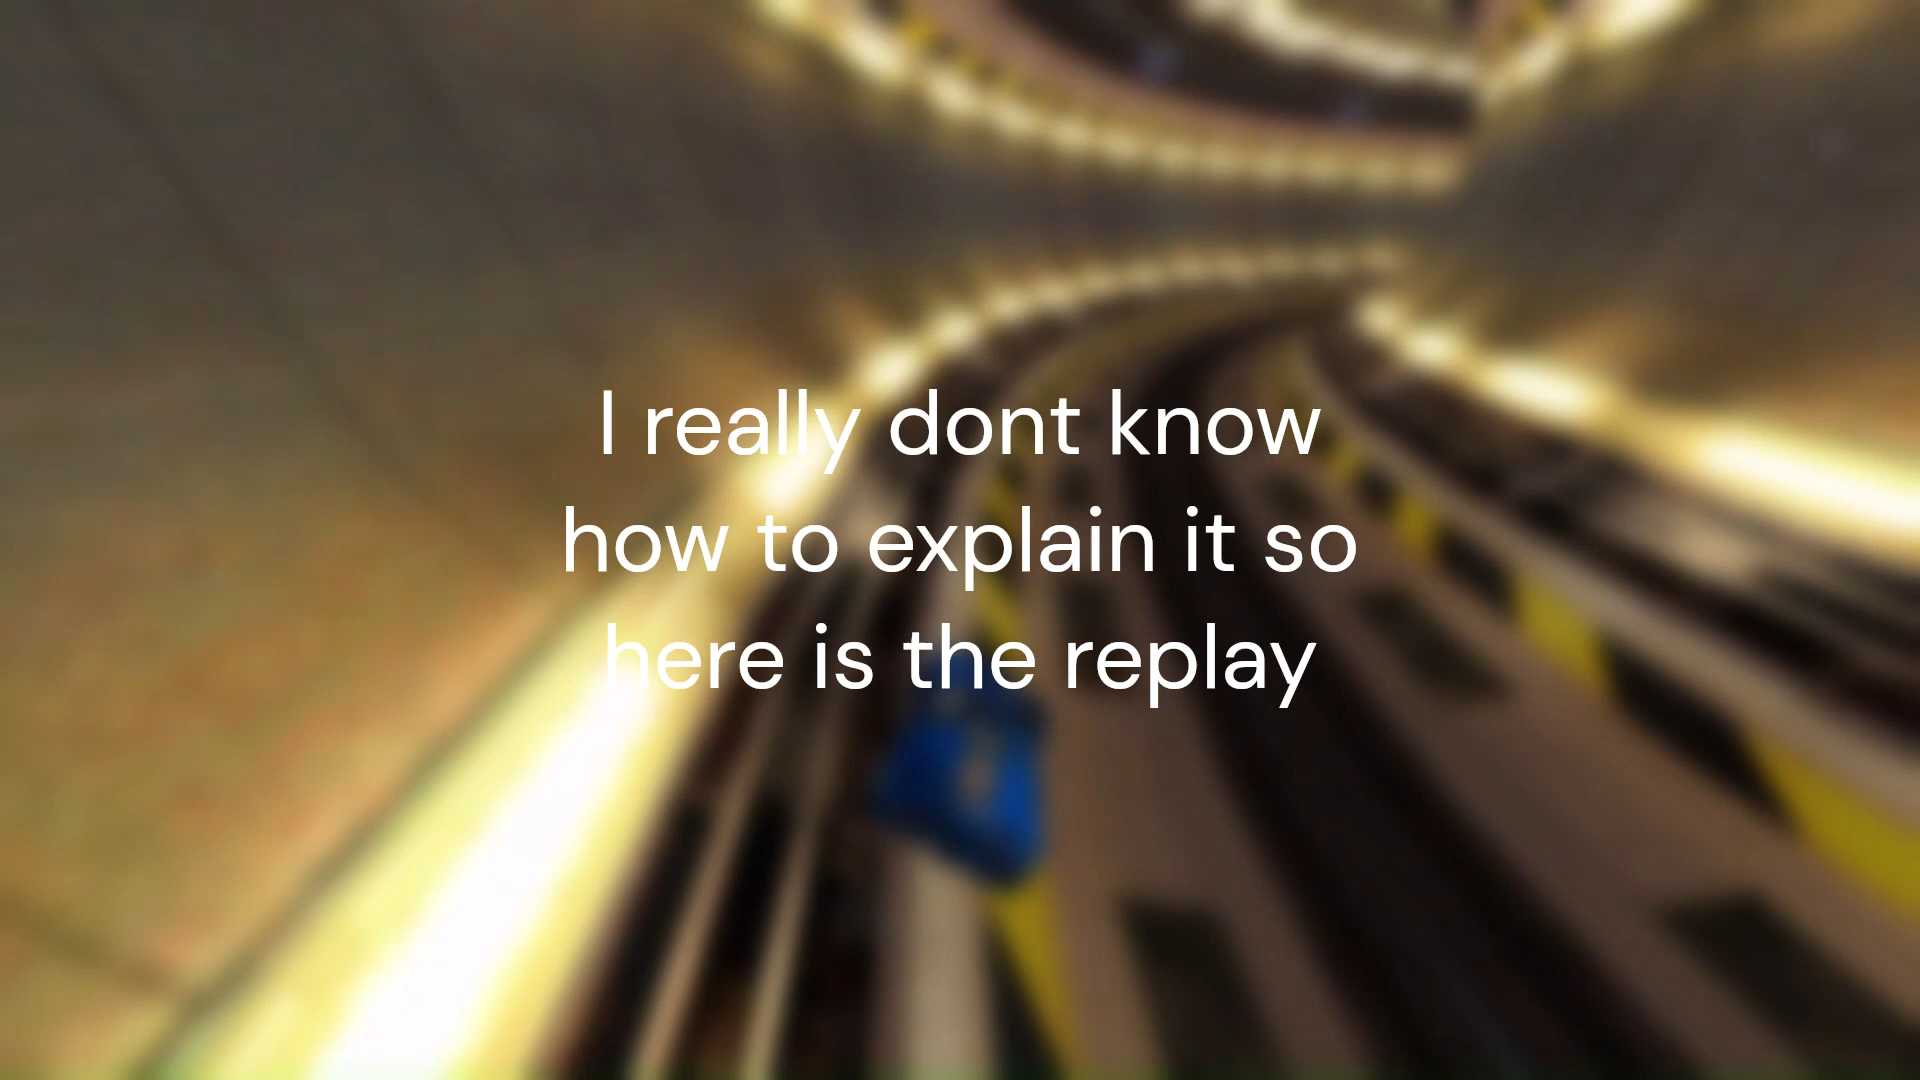 I really dont know
how to explain it so
here is the replay